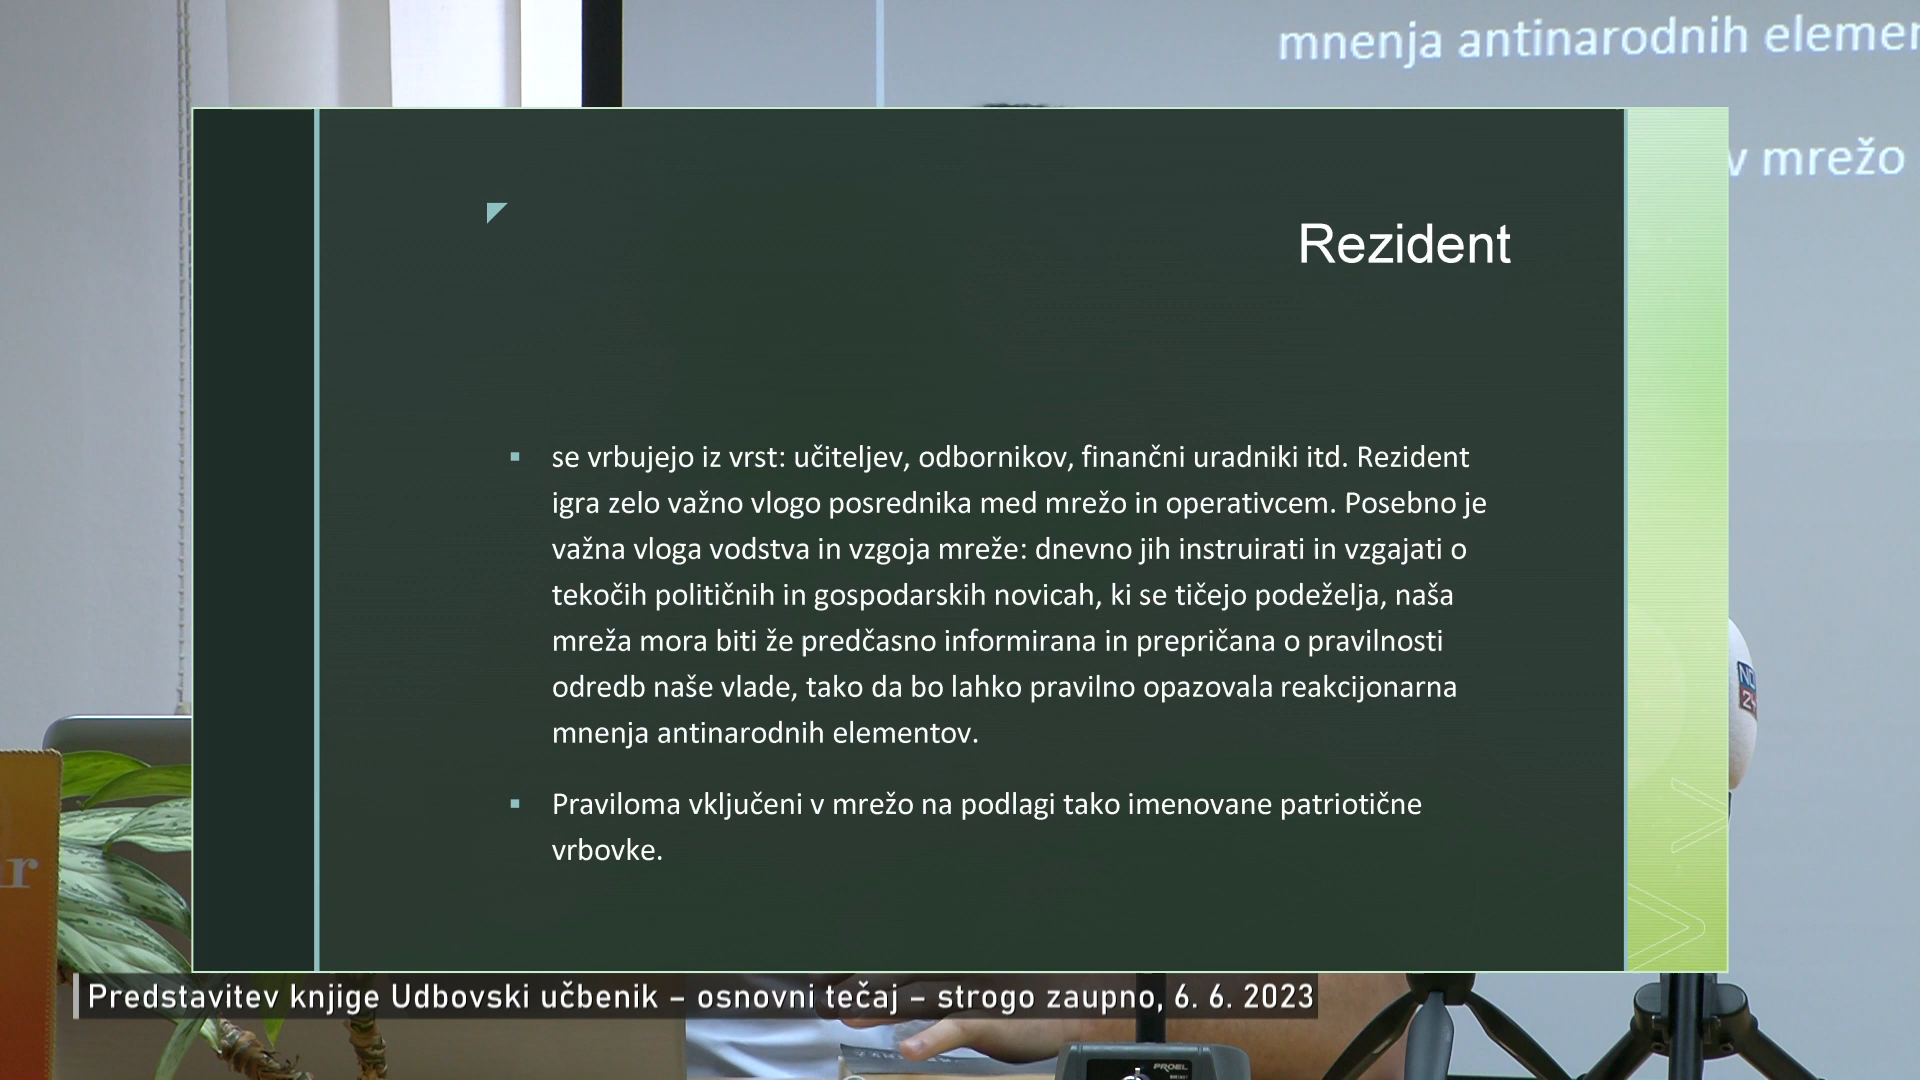 mnenja antinarodnih
v mrežo
Rezident
se vrbujejo iz vrst: učiteljev, odbornikov, finančni uradniki itd. Rezident
igra zelo važno vlogo posrednika med mrežo in operativcem. Posebno je
važna vloga vodstva in vzgoja mreže: dnevno jih instruirati in vzgajati o
tekočih političnih in gospodarskih novicah, ki se tičejo podeželja, naša
mreža mora biti že predčasno informirana in prepričana o pravilnosti
odredb naše vlade, tako da bo lahko pravilno opazovala reakcijonarna
mnenja antinarodnih elementov.
Praviloma vključeni v mrežo na podlagi tako imenovane patriotične
vrbovke.
Predstavitev knjige Udbovski učbenik – osnovni tečaj – strogo zaupno, 6. 6. 2023
PROEL